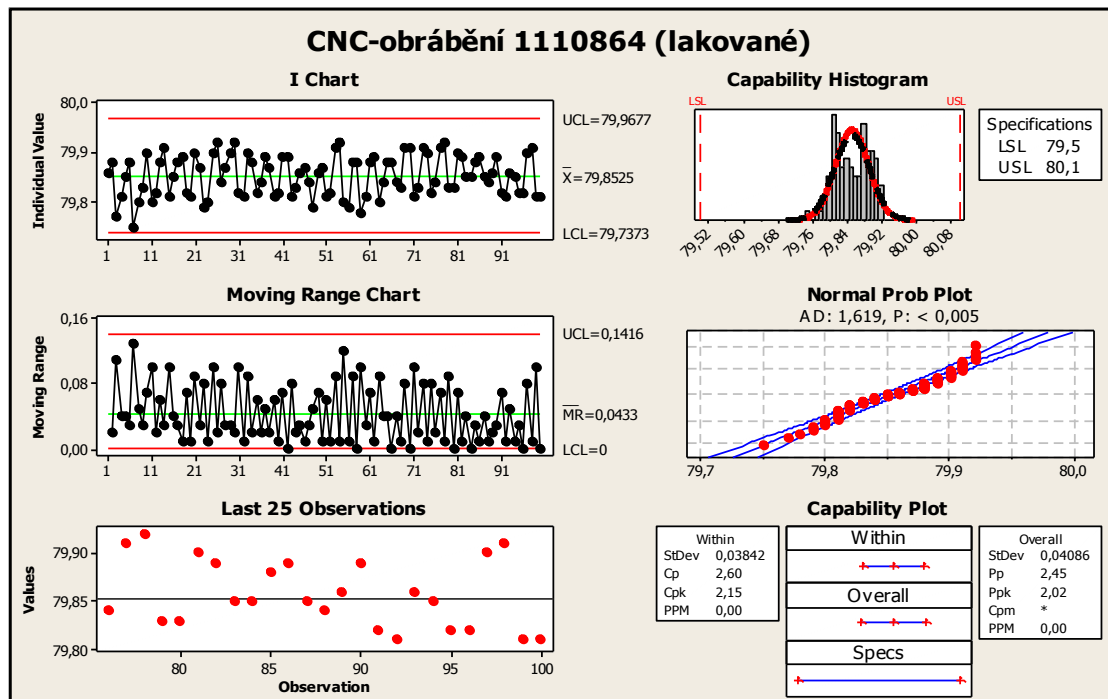 CNC-obrábění 1110864 (lakované)
I Chart
Individual Value
80,0
79,9
79,8
1 11 21 31 41 51 61 71 81 91
UCL=79,9677
X=79,8525
LCL=79,7373
Capability Histogram
LSL USL
79,52 79,60 79,68 79,76 79,84 79,92 80,00 80,08
Specifications
LSL 79,5
USL 80,1
Moving Range Chart
Moving Range
0,16
0,08
0,00
1 11 21 31 41 51 61 71 81 91
UCL=0,1416
MR=0,0433
LCL=0
Normal Prob Plot
AD: 1,619, P: < 0,005
79,7 79,8 79,9 80,0
Last 25 Observations
Values
79,90
79,85
79,80
80 85 90 95 100
Observation
Capability Plot
Within
StDev 0,03842
Cp 2,60
Cpk 2,15
PPM 0,00
Within
Overall
Specs
Overall
StDev 0,04086
Pp 2,45
Ppk 2,02
Cpm *
PPM 0,00